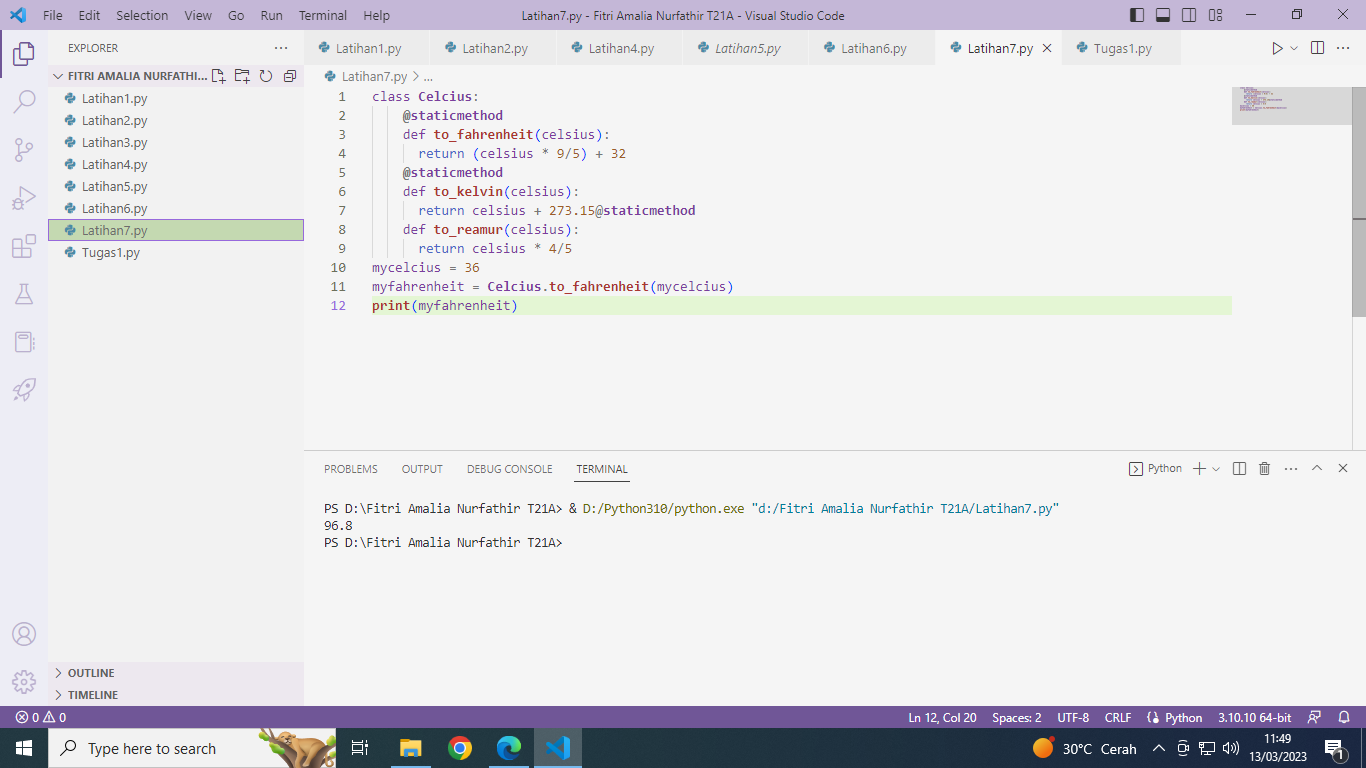 File Edit Selection View Go Run Terminal Help
Latihan7.py - Fitri Amalia Nurfathir T21A - Visual Studio Code
EXPLORER
FITRI AMALIA NURFATHI...
Latihan1.py
Latihan2.py
Latihan3.py
Latihan4.py
Latihan5.py
Latihan6.py
Latihan7.py
Tugas1.py
OUTLINE
TIMELINE
Latihan1.py Latihan2.py Latihan4.py Latihan5.py Latihan6.py Latihan7.py Tugas1.py
Latihan7.py > ...
1 class Celcius:
2 @staticmethod
3 def to_fahrenheit(celsius):
4 return (celsius * 9/5) + 32
5 @staticmethod
6 def to_kelvin(celsius):
7 return celsius + 273.15@staticmethod
8 def to_reamur(celsius):
9 return celsius * 4/5
10 mycelcius = 36
11 myfahrenheit = Celcius.to_fahrenheit(mycelcius)
12 print(myfahrenheit)
PROBLEMS OUTPUT DEBUG CONSOLE TERMINAL
Python
PS D:\Fitri Amalia Nurfathir T21A> & D:/Python310/python.exe "d:/Fitri Amalia Nurfathir T21A/Latihan7.py"
96.8
PS D:\Fitri Amalia Nurfathir T21A>
0 0
Ln 12, Col 20 Spaces: 2 UTF-8 CRLF Python 3.10.10 64-bit
Type here to search
30°C Cerah
11:49
13/03/2023
1